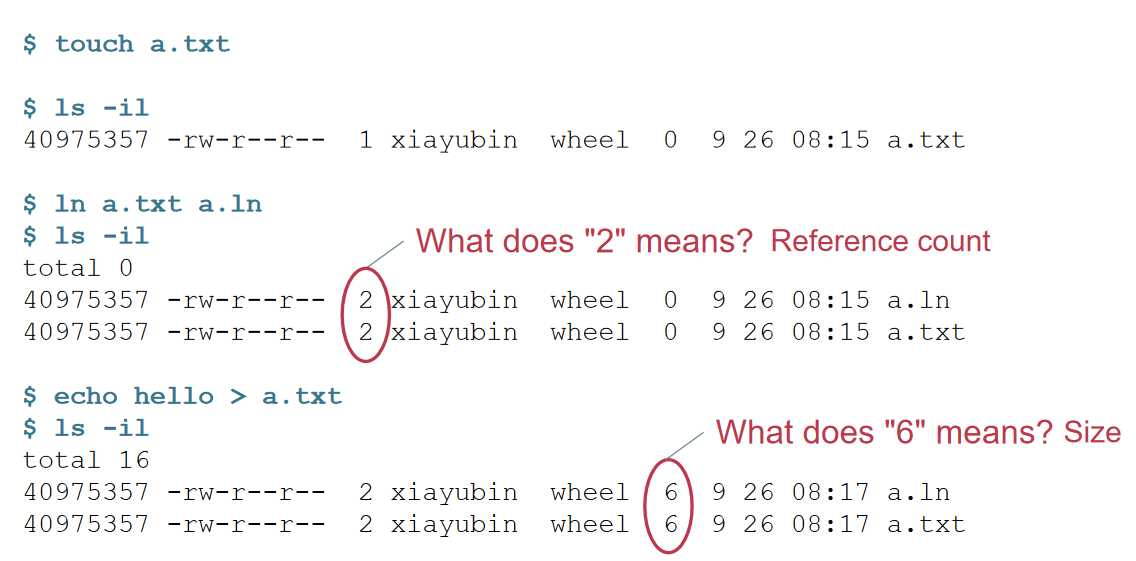 $ touch a.txt
$ ls -il
40975357 -rw-r--r--  1 xiayubin  wheel  0  9 26 08:15 a.txt
$ ln a.txt a.ln
$ ls -il
What does "2" means? Reference count
total 0
40975357 -rw-r--r--  2 xiayubin  wheel  0  9 26 08:15 a.ln
40975357 -rw-r--r--  2 xiayubin  wheel  0  9 26 08:15 a.txt
$ echo hello > a.txt
$ ls -il
What does "6" means? Size
total 16
40975357 -rw-r--r--  2 xiayubin  wheel  6  9 26 08:17 a.ln
40975357 -rw-r--r--  2 xiayubin  wheel  6  9 26 08:17 a.txt